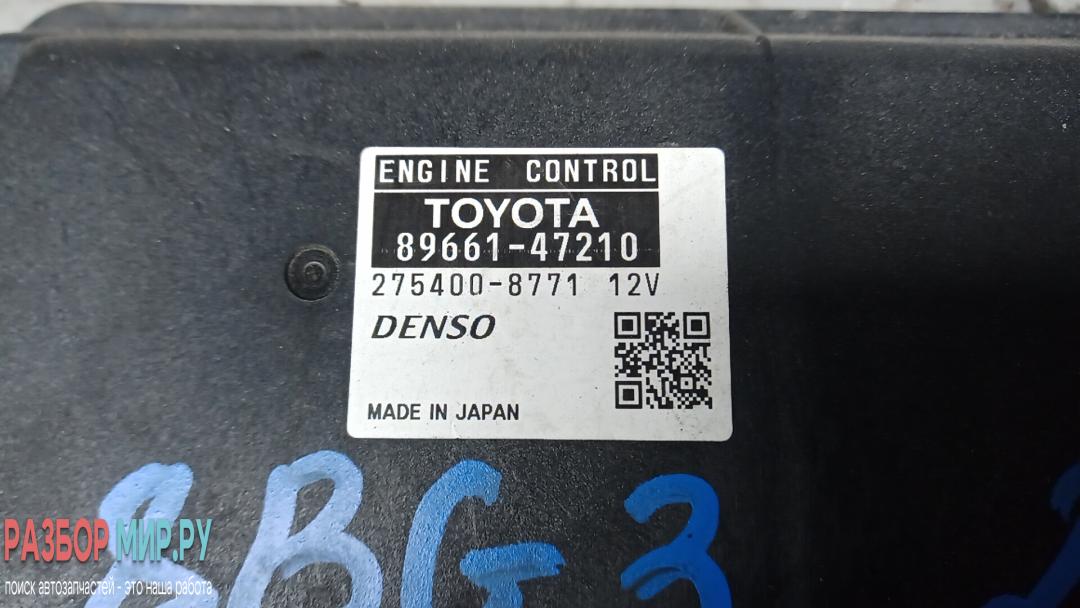 ENGINE CONTROL
TOYOTA
89661-47210
275400-8771 12V
DENSO
MADE IN JAPAN
BG3
РАЗБОР МИР.РУ
поиск автозапчастей - это наша работа